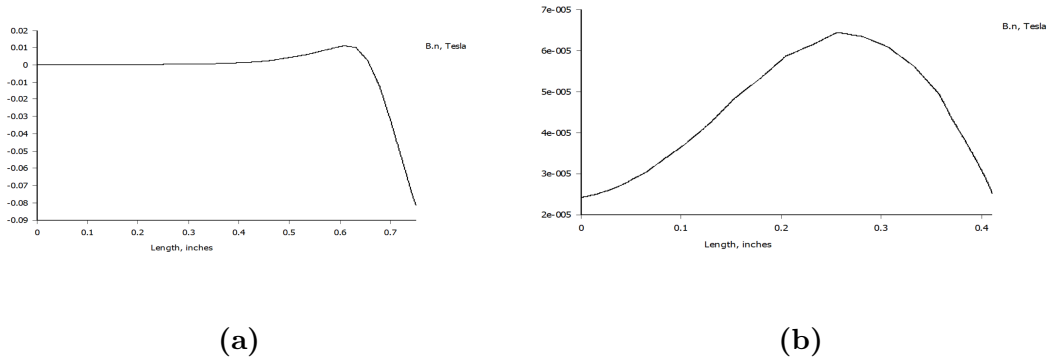 0.02
0.01
0
-0.01
-0.02
-0.03
-0.04
-0.05
-0.06
-0.07
-0.08
-0.09
0 0.1 0.2 0.3 0.4 0.5 0.6 0.7
Length, inches
B.n, Tesla
(a)
7e-005
6e-005
5e-005
4e-005
3e-005
2e-005
0 0.1 0.2 0.3 0.4
Length, inches
B.n, Tesla
(b)